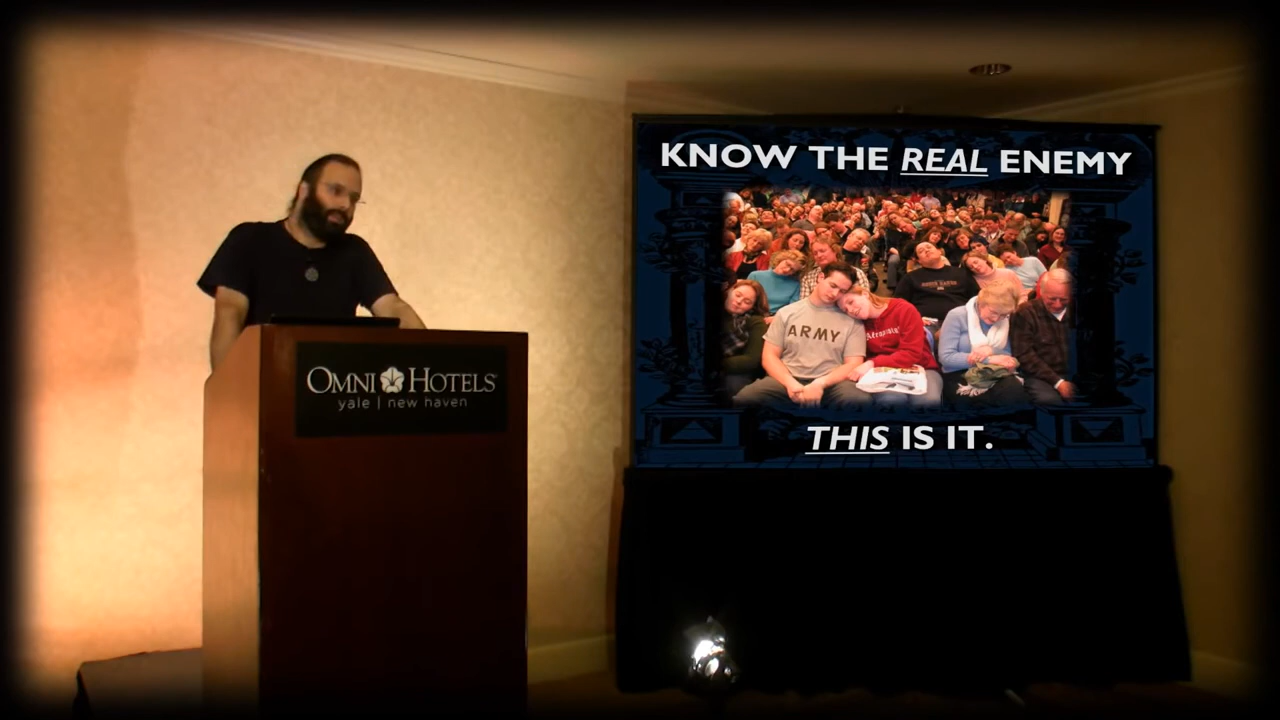 KNOW THE REAL ENEMY
ARMY
THIS IS IT.
OMNI HOTELS
yale | new haven